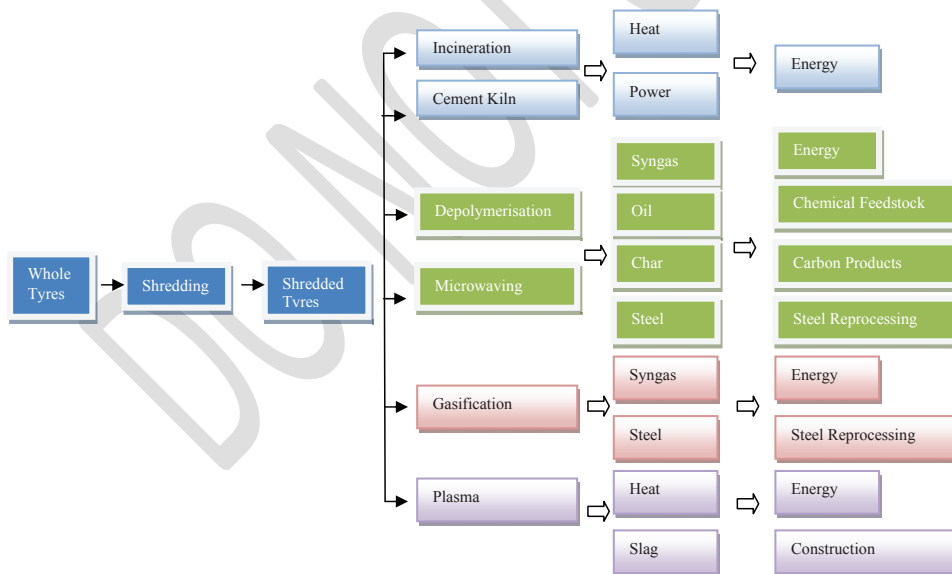 Whole
Tyres
Shredding
Shredded
Tyres
Incineration
Cement Kiln
Heat
Power
Energy
Depolymerisation
Microwaving
Syngas
Oil
Char
Steel
Energy
Chemical Feedstock
Carbon Products
Steel Reprocessing
Gasification
Syngas
Steel
Energy
Steel Reprocessing
Plasma
Heat
Slag
Energy
Construction